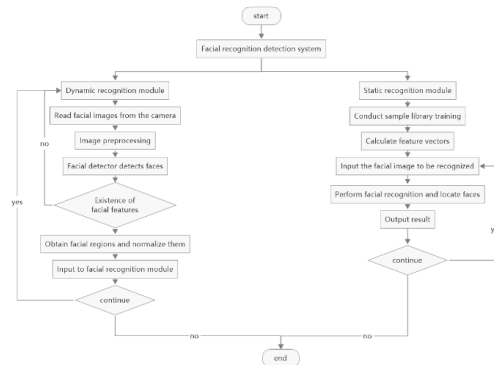 start
Facial recognition detection system
Dynamic recognition module
Read facial images from the camera
Image preprocessing
Facial detector detects faces
no
yes
Existence of
facial features
Obtain facial regions and normalize them
Input to facial recognition module
continue
no
Static recognition module
Conduct sample library training
Calculate feature vectors
Input the facial image to be recognized
Perform facial recognition and locate faces
Output result
y
continue
no
end